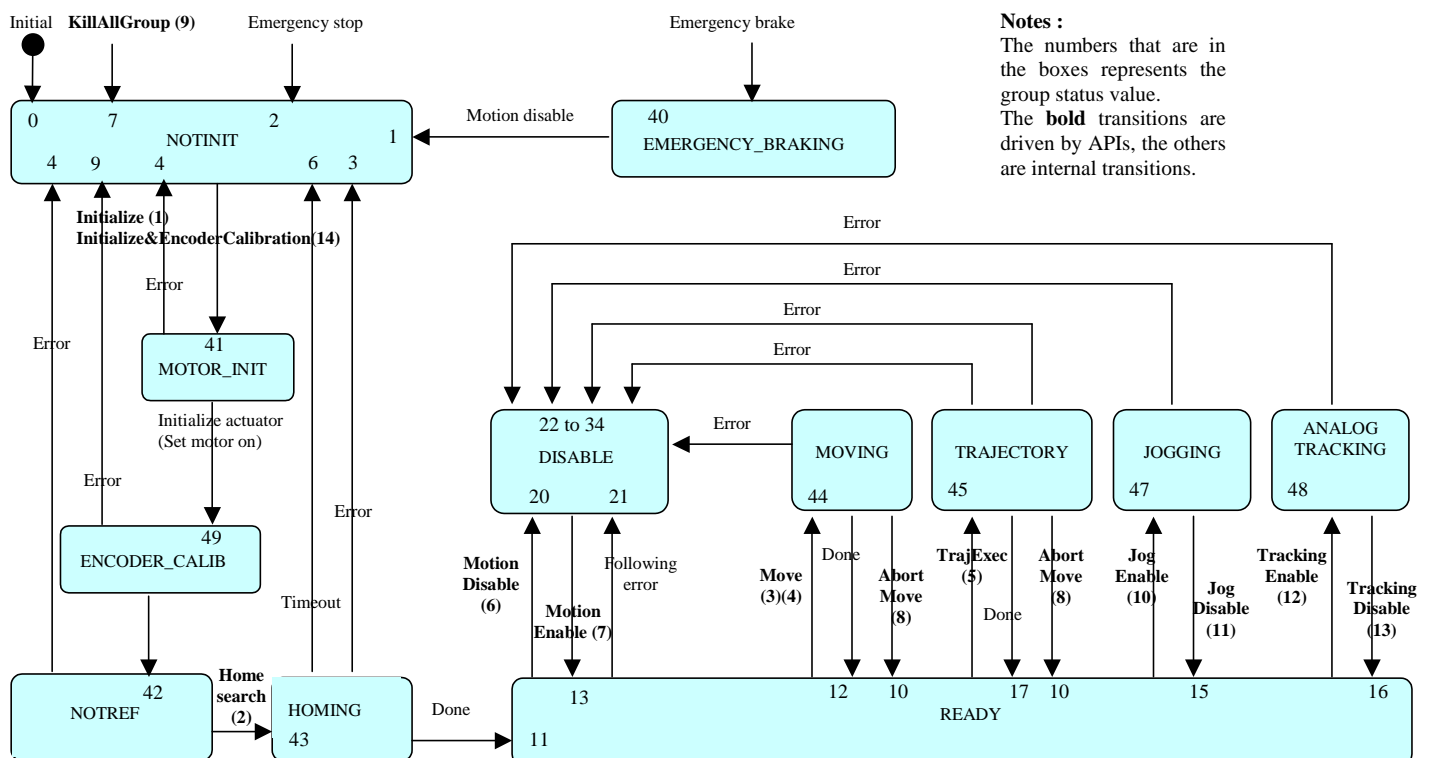 Initial
KillAllGroup (9)
Emergency stop
Emergency brake
Notes :
The numbers that are in
the boxes represents the
group status value.
The bold transitions are
driven by APIs, the others
are internal transitions.
0
7
2
1
NOTINIT
4
9
4
6
3
Motion disable
40
EMERGENCY_BRAKING
Initialize (1)
Initialize&EncoderCalibration(14)
Error
Error
Error
Error
41
MOTOR_INIT
Initialize actuator
(Set motor on)
49
ENCODER_CALIB
Timeout
42
NOTREF
Home
search
(2)
HOMING
43
Done
Error
Error
Error
Error
Error
22 to 34
DISABLE
20
21
MOVING
44
TRAJECTORY
45
JOGGING
47
ANALOG
TRACKING
48
Motion
Disable
(6)
Motion
Enable (7)
Following
error
Move
(3)(4)
Done
Abort
Move
(8)
TrajExec
(5)
Done
Abort
Move
(8)
Jog
Enable
(10)
Jog
Disable
(11)
Tracking
Enable
(12)
Tracking
Disable
(13)
13
12
10
17
10
15
16
READY
11